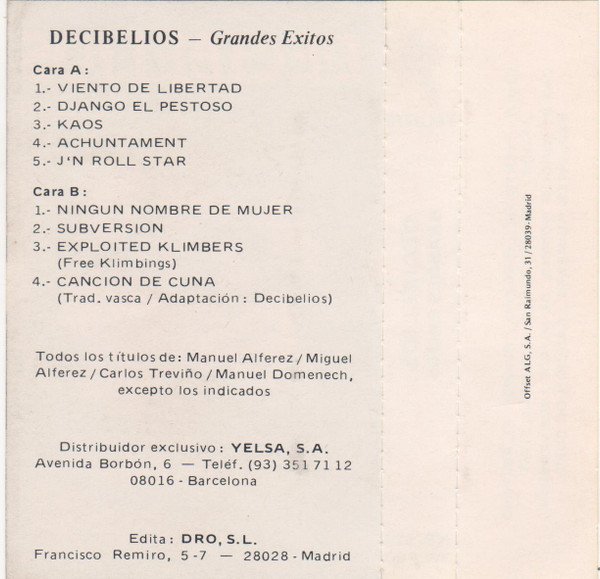 DECIBELIOS — Grandes Exitos
Cara A:
1.- VIENTO DE LIBERTAD
2.- DJANGO EL PESTOSO
3.- KAOS
4.- ACHUNTAMENT
5.- J'N ROLL STAR
Cara B:
1.- NINGUN NOMBRE DE MUJER
2.- SUBVERSION
3.- EXPLOITED KLIMBERS
(Free Klimbings)
4.- CANCION DE CUNA
(Trad. vasca / Adaptación: Decibelios)
Todos los títulos de: Manuel Alferez / Miguel
Alferez / Carlos Treviño / Manuel Domenech,
excepto los indicados
Distribuidor exclusivo: YELSA, S.A.
Avenida Borbón, 6 — Teléf. (93) 351 71 12
08016 - Barcelona
Edita: DRO, S.L.
Francisco Remiro, 5-7 — 28028 - Madrid
Offset ALG, S.A. / San Raimundo, 31 / 28039-Madrid